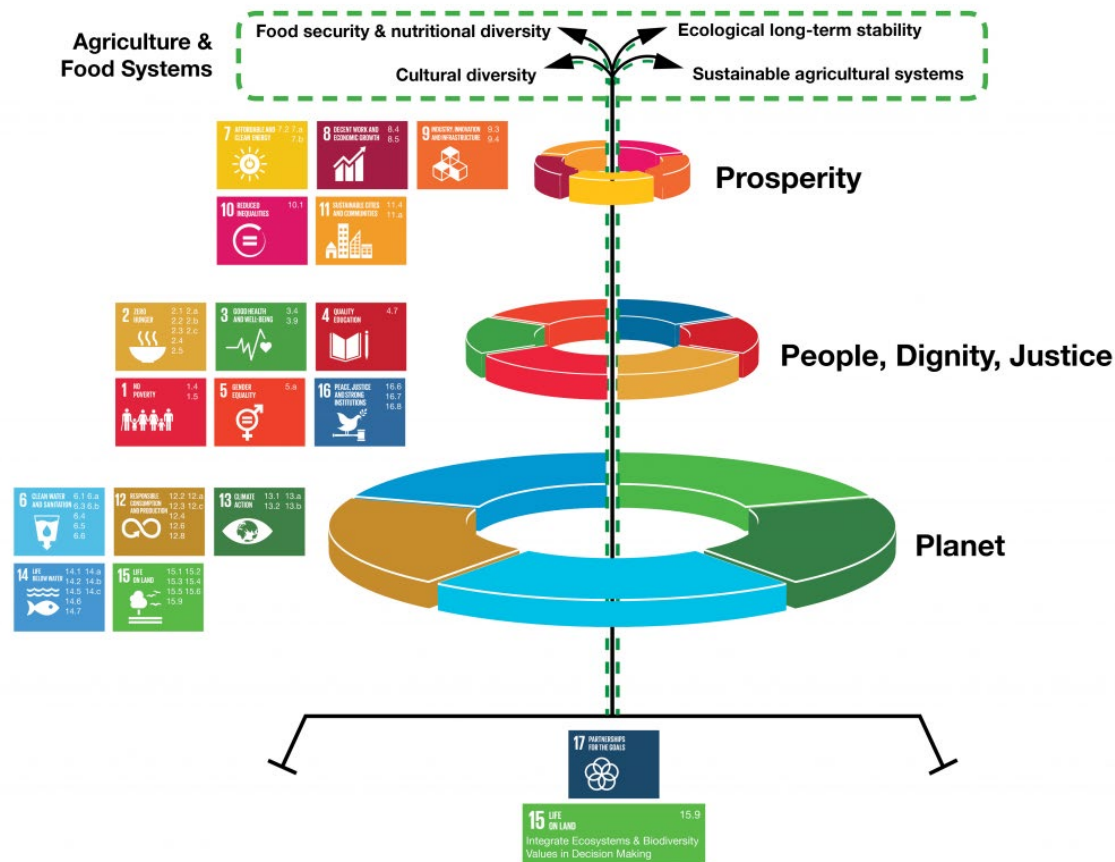 Agriculture &
Food Systems
Food security & nutritional diversity
Ecological long-term stability
Cultural diversity
Sustainable agricultural systems
7 AFFORDABLE AND
CLEAN ENERGY
7.2 7.a
7.b
8 DECENT WORK AND
ECONOMIC GROWTH
8.4
8.5
9 INDUSTRY, INNOVATION
AND INFRASTRUCTURE
9.3
9.4
10 REDUCED
INEQUALITIES
10.1
11 SUSTAINABLE CITIES
AND COMMUNITIES
11.4
11.a
Prosperity
2 ZERO
HUNGER
2.1 2.a
2.2 2.b
2.3 2.c
2.4
2.5
3 GOOD HEALTH
AND WELL-BEING
3.4
3.9
4 QUALITY
EDUCATION
4.7
1 NO
POVERTY
1.4
1.5
5 GENDER
EQUALITY
5.a
16 PEACE, JUSTICE
AND STRONG
INSTITUTIONS
16.6
16.7
16.8
People, Dignity, Justice
6 CLEAN WATER
AND SANITATION
6.1 6.a
6.3 6.b
6.4
6.5
6.6
12 RESPONSIBLE
CONSUMPTION
AND PRODUCTION
12.2 12.a
12.3 12.c
12.4
12.6
12.8
13 CLIMATE
ACTION
13.1 13.a
13.2 13.b
14 LIFE
BELOW WATER
14.1 14.a
14.2 14.b
14.5 14.c
14.6
14.7
15 LIFE
ON LAND
15.1 15.2
15.3 15.4
15.5 15.6
15.9
Planet
17 PARTNERSHIPS
FOR THE GOALS
15 LIFE
ON LAND
15.9
Integrate Ecosystems & Biodiversity
Values in Decision Making